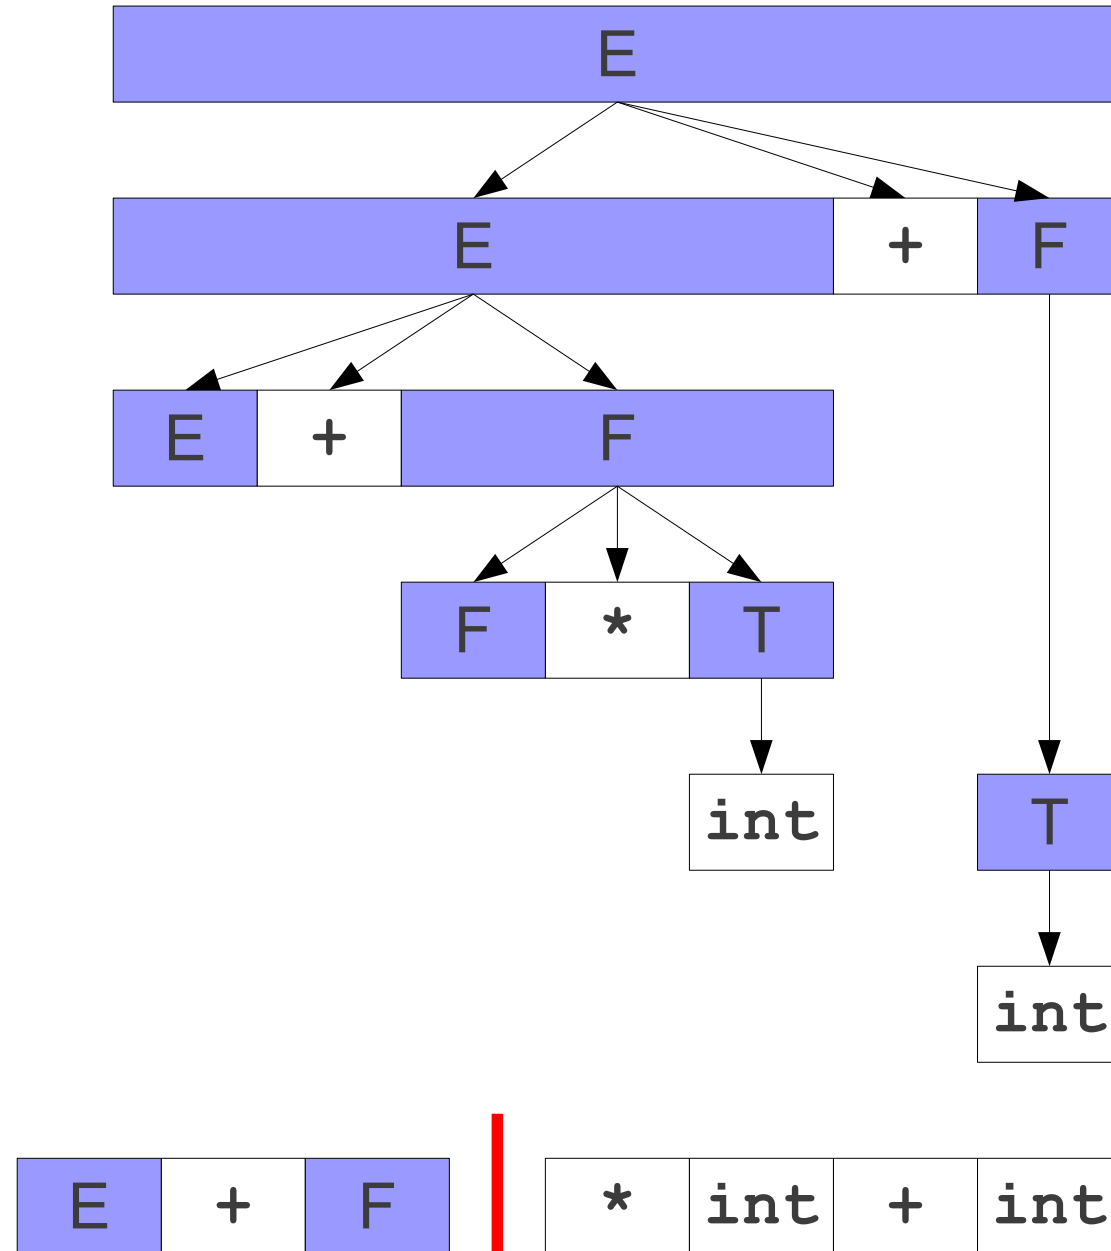 E
E + F
E + F
F * T
int T
int
E + F * int + int